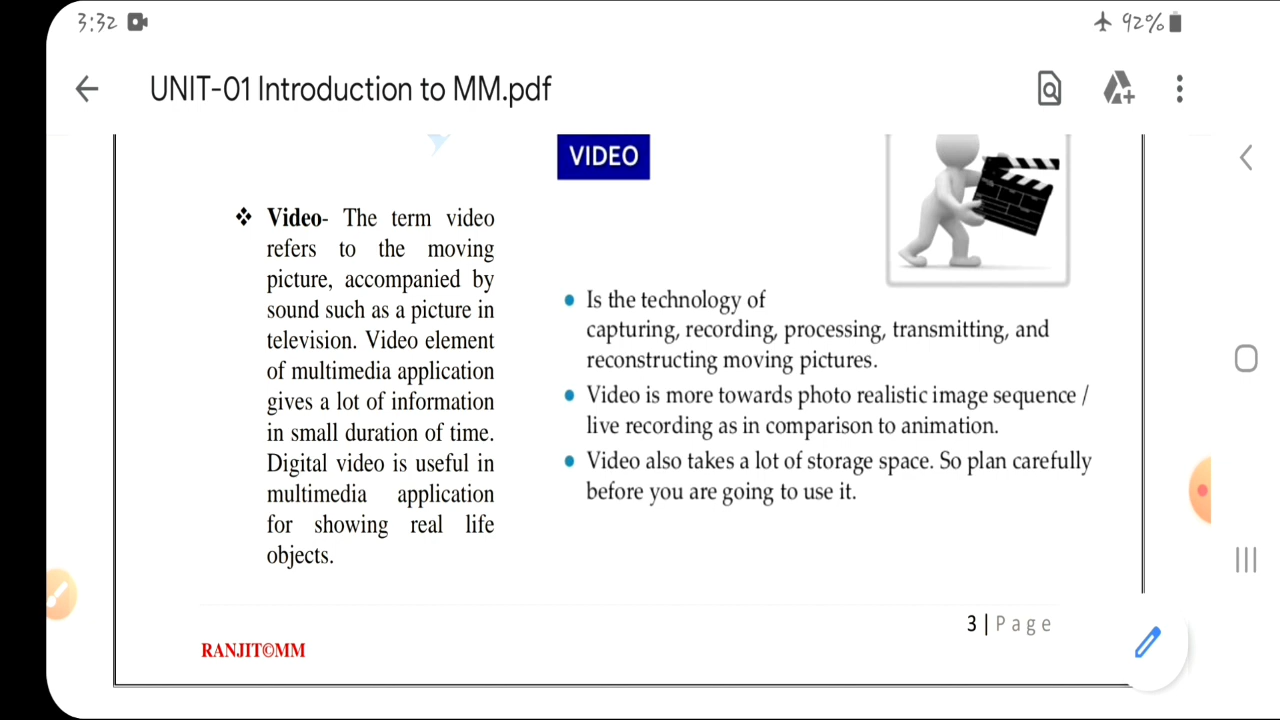 3:32
92%
UNIT-01 Introduction to MM.pdf
VIDEO
❖ Video- The term video
refers to the moving
picture, accompanied by
sound such as a picture in
television. Video element
of multimedia application
gives a lot of information
in small duration of time.
Digital video is useful in
multimedia application
for showing real life
objects.
• Is the technology of
capturing, recording, processing, transmitting, and
reconstructing moving pictures.
• Video is more towards photo realistic image sequence /
live recording as in comparison to animation.
• Video also takes a lot of storage space. So plan carefully
before you are going to use it.
3 | Page
RANJIT©MM